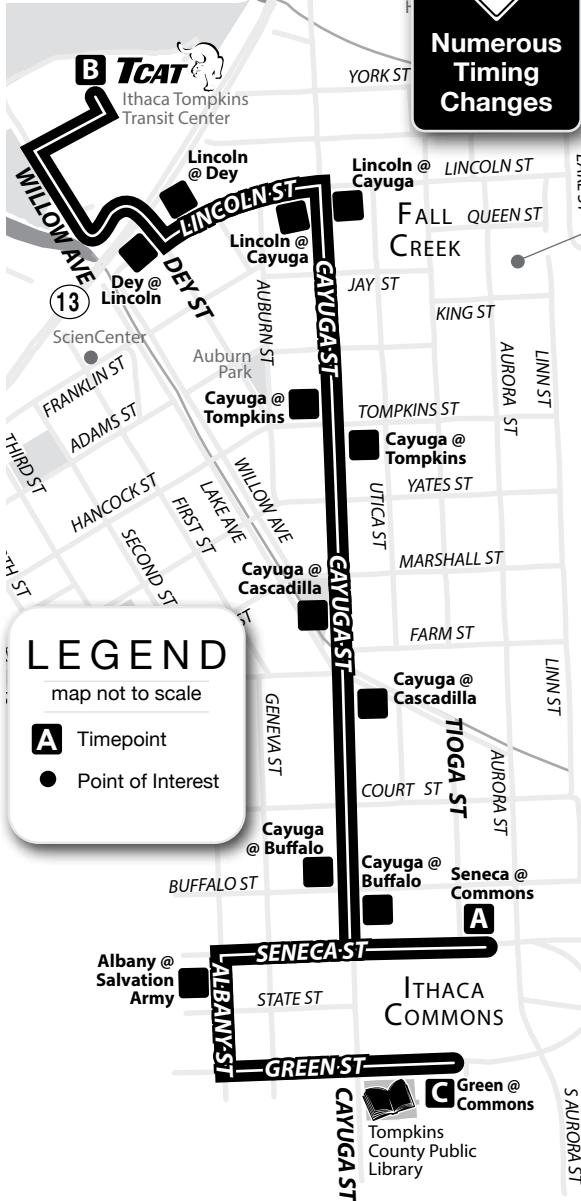 Numerous
Timing
Changes
B TCAT
Ithaca Tompkins
Transit Center
YORK ST
WILLOW AVE
Lincoln
@ Dey
LINCOLN ST
Lincoln @
Cayuga
LINCOLN ST
FALL
CREEK
QUEEN ST
Lincoln @
Cayuga
Dey @
Lincoln
DEY ST
13
CAYUGA ST
JAY ST
KING ST
AUBURN ST
ScienCenter
Auburn
Park
FRANKLIN ST
ADAMS ST
THIRD ST
AURORA ST
LINN ST
Cayuga @
Tompkins
TOMPKINS ST
Cayuga @
Tompkins
YATES ST
UTICA ST
HANCOCK ST
WILLOW AVE
LAKE AVE
FIRST ST
SECOND ST
TH ST
ST
MARSHALL ST
Cayuga @
Cascadilla
CAYUGA ST
FARM ST
LINN ST
Cayuga @
Cascadilla
LEGEND
map not to scale
A Timepoint
Point of Interest
GENEVA ST
TIOGA ST
AURORA ST
COURT ST
Cayuga
@ Buffalo
BUFFALO ST
Cayuga @
Buffalo
Seneca @
Commons
A
SENECA ST
Albany @
Salvation
Army
ALBANY ST
STATE ST
ITHACA
COMMONS
GREEN ST
C Green @
Commons
CAYUGA ST
Tompkins
County Public
Library
S AURORA ST